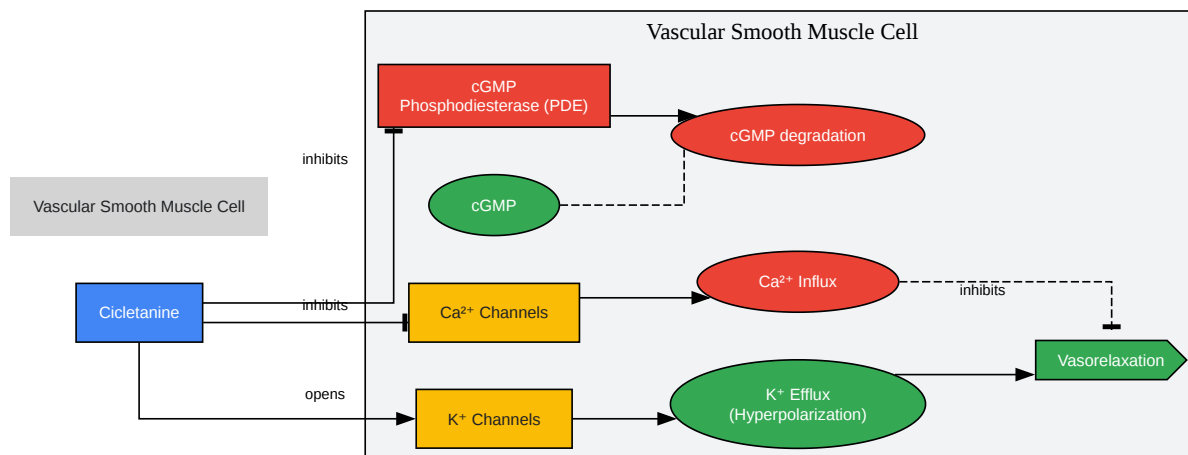 Vascular Smooth Muscle Cell
cGMP
Phosphodiesterase (PDE)
cGMP degradation
inhibits
cGMP
Vascular Smooth Muscle Cell
Ca²⁺ Influx
inhibits
inhibits
Cicletanine
Ca²⁺ Channels
Vasorelaxation
opens
K⁺ Efflux
(Hyperpolarization)
K⁺ Channels